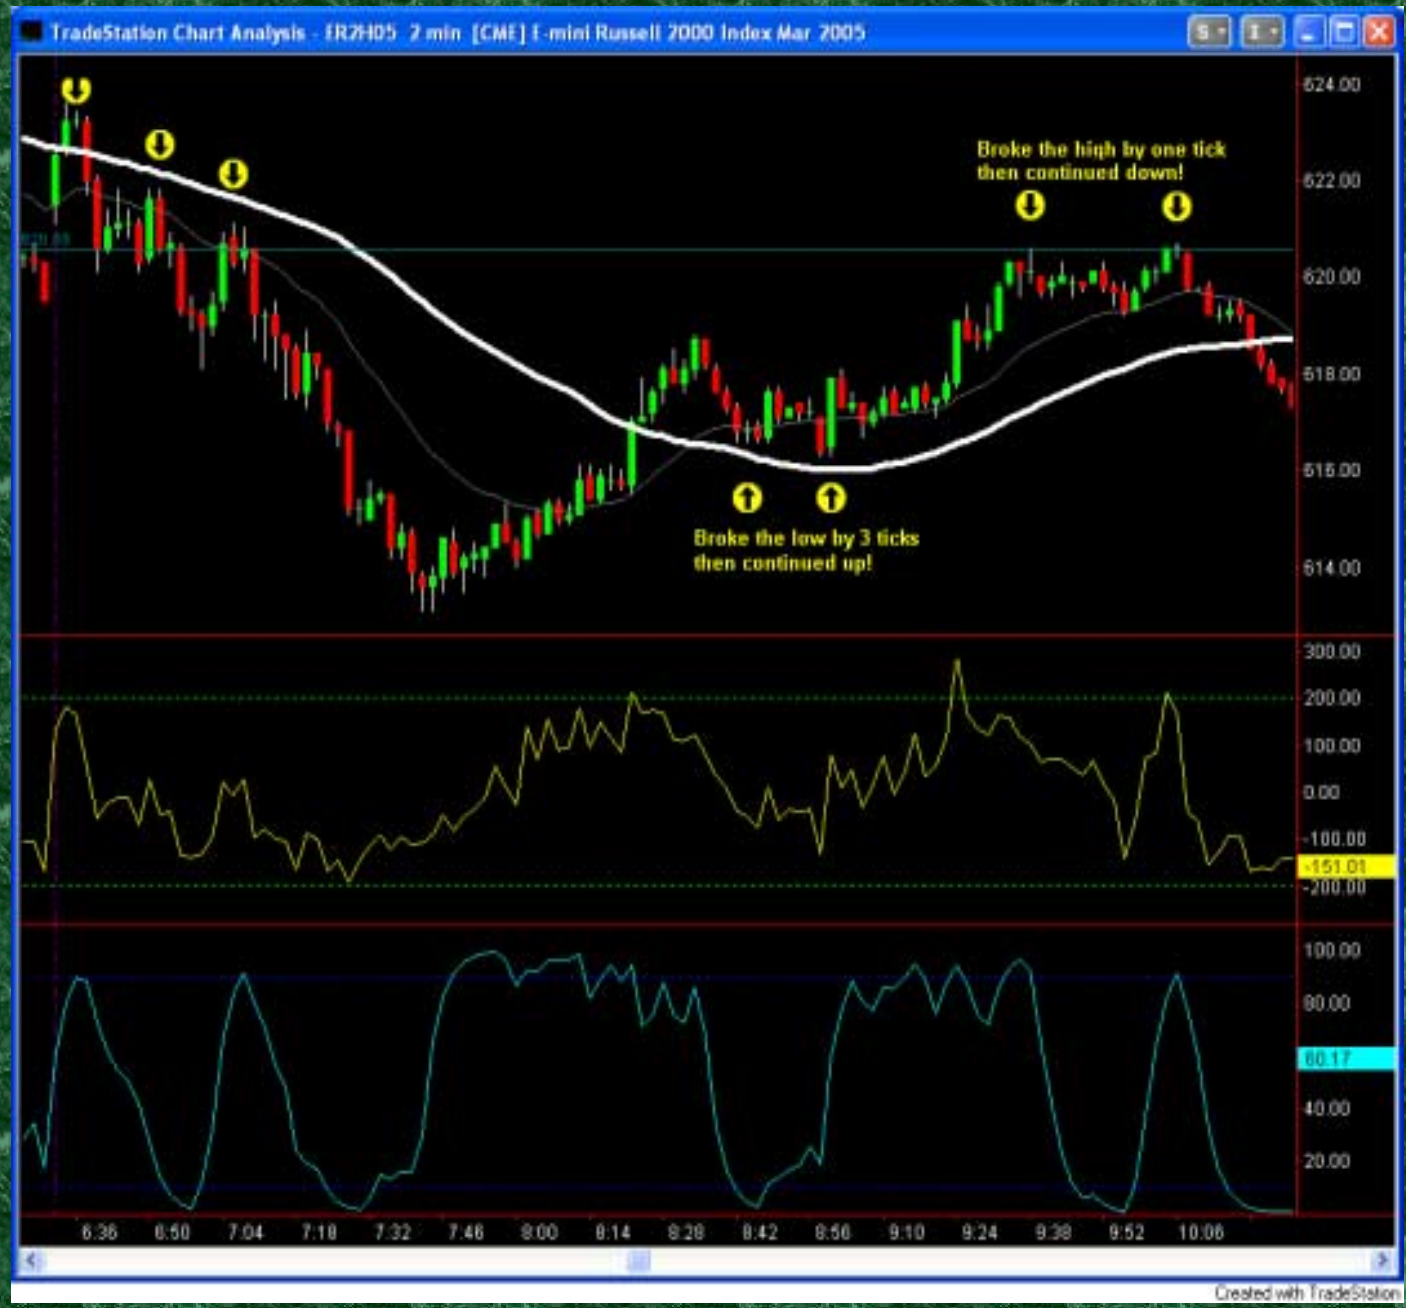 TradeStation Chart Analysis - ER2H05 2 min [CME] E-mini Russell 2000 Index Mar 2005
S
I
624.00
Broke the high by one tick
then continued down!
622.00
620.00
618.00
616.00
Broke the low by 3 ticks
then continued up!
614.00
300.00
200.00
100.00
0.00
-100.00
-151.01
-200.00
100.00
80.00
60.17
40.00
20.00
6:36 6:50 7:04 7:18 7:32 7:46 8:00 8:14 8:28 8:42 8:56 9:10 9:24 9:38 9:52 10:06
Created with TradeStation